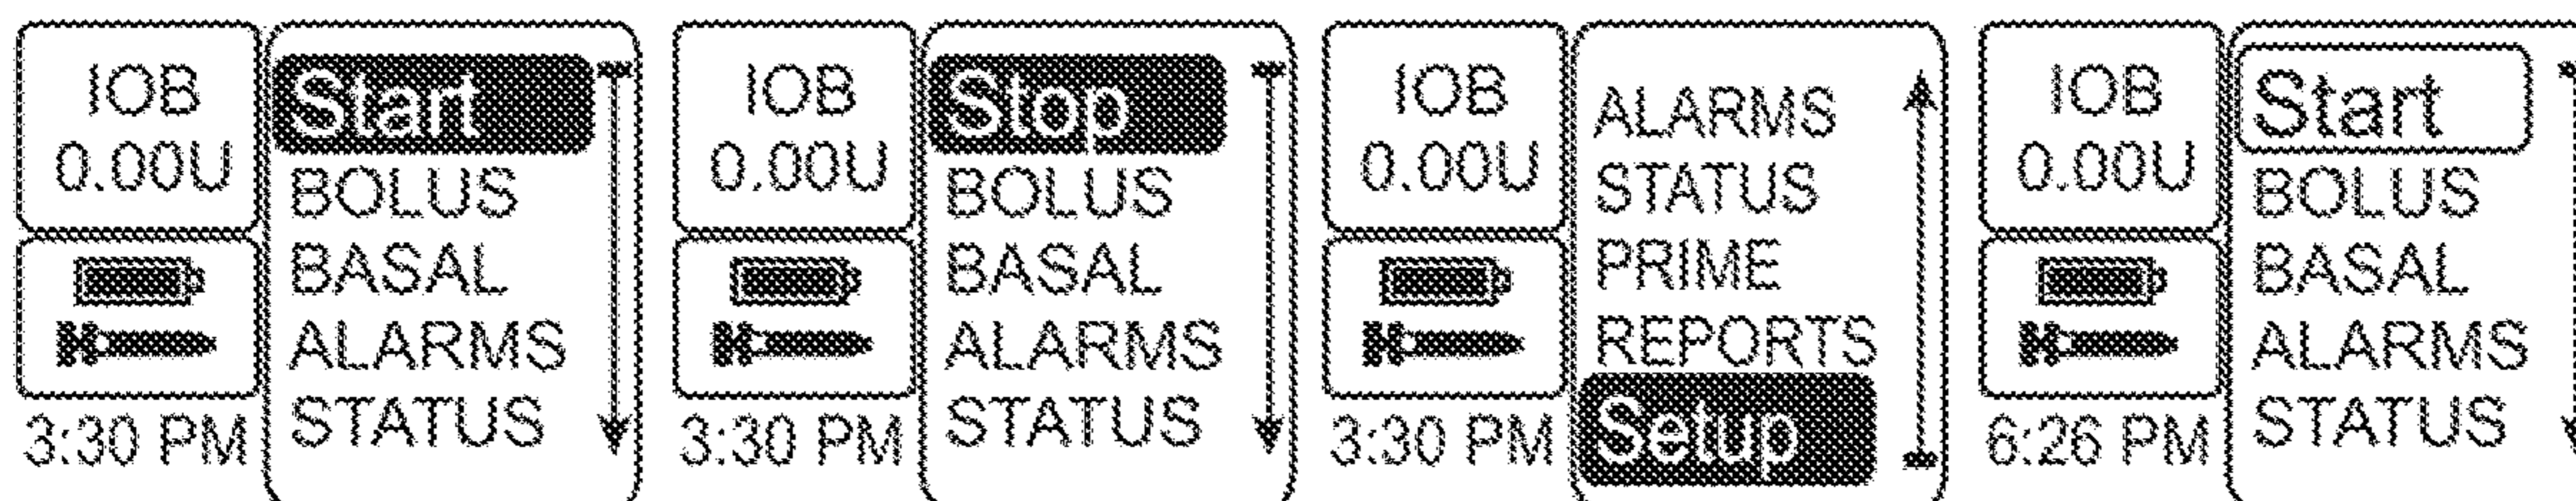 IOB
0.00U
3:30 PM
Start
BOLUS
BASAL
ALARMS
STATUS
IOB
0.00U
3:30 PM
Stop
BOLUS
BASAL
ALARMS
STATUS
IOB
0.00U
3:30 PM
ALARMS
STATUS
PRIME
REPORTS
Setup
IOB
0.00U
6:26 PM
Start
BOLUS
BASAL
ALARMS
STATUS